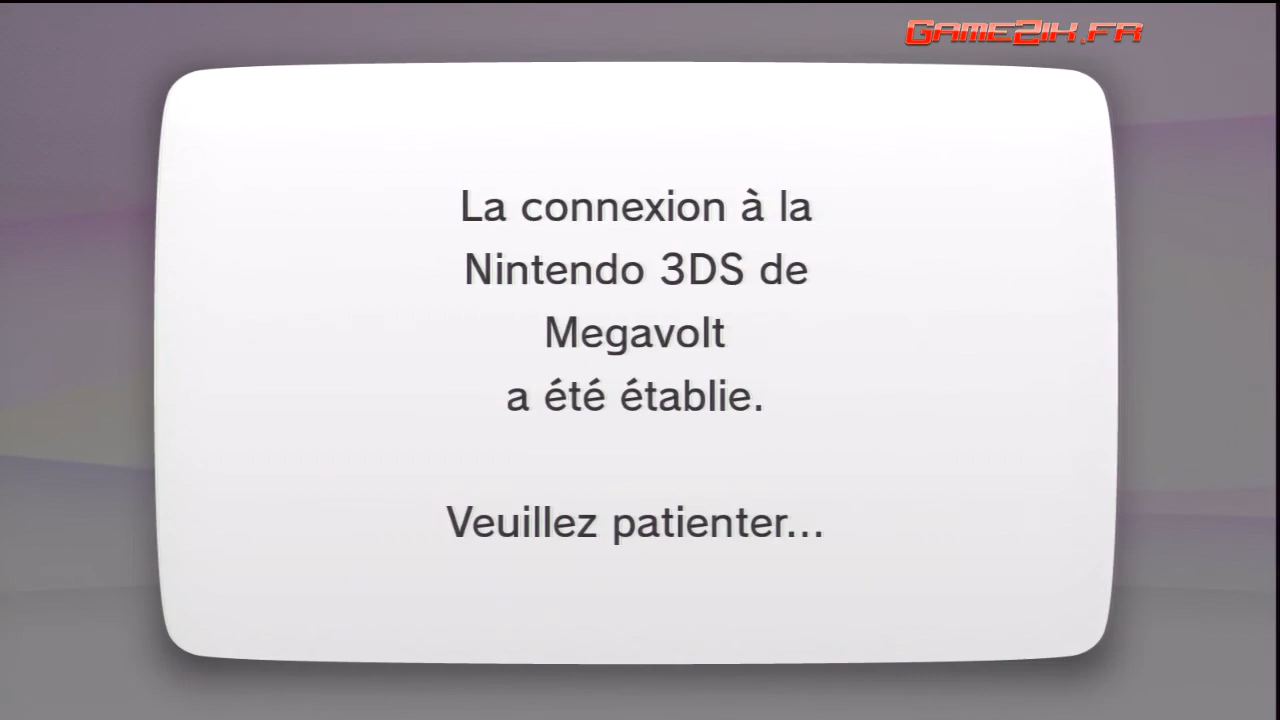 Game2ix.fr
La connexion à la
Nintendo 3DS de
Megavolt
a été établie.
Veuillez patienter...